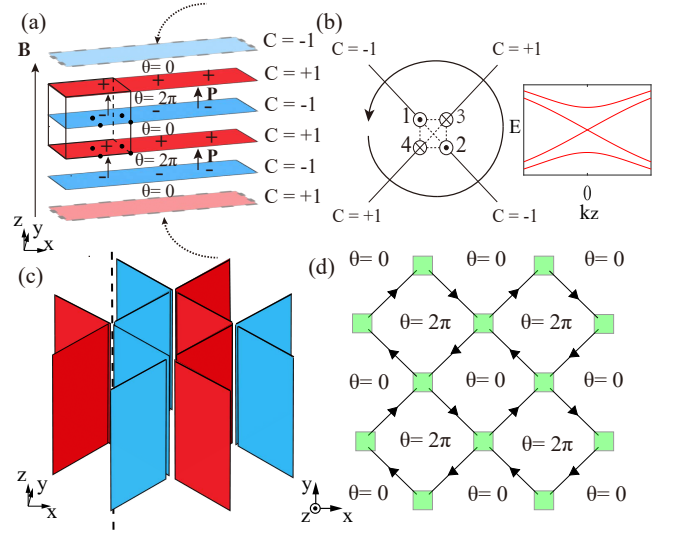 (a)
B
C = -1
θ= 0
C = +1
+ + +
θ= 2π
P
C = -1
- - -
θ= 0
C = +1
+ + +
θ= 2π
P
C = -1
- - -
θ= 0
C = +1
z
y
x
(b)
C = -1
C = +1
1
3
4
2
C = +1
C = -1
E
0
kz
(c)
z
y
x
(d)
θ= 0 θ= 0 θ= 0
θ= 2π θ= 2π
θ= 0 θ= 0 θ= 0
θ= 2π θ= 2π
θ= 0 θ= 0 θ= 0
y
z
x